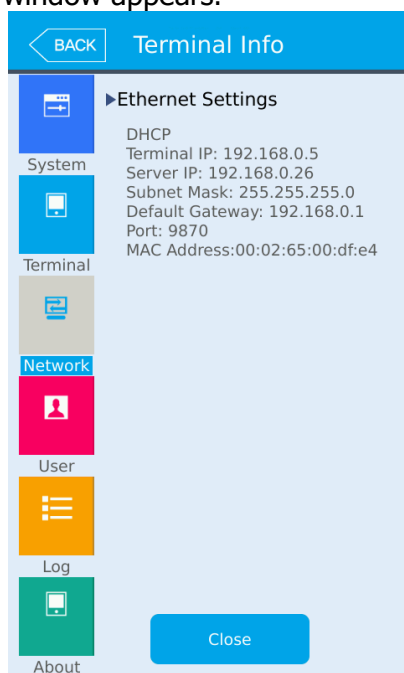 window appears.
BACK
Terminal Info
System
Terminal
Network
User
Log
About
▶Ethernet Settings
DHCP
Terminal IP: 192.168.0.5
Server IP: 192.168.0.26
Subnet Mask: 255.255.255.0
Default Gateway: 192.168.0.1
Port: 9870
MAC Address:00:02:65:00:df:e4
Close